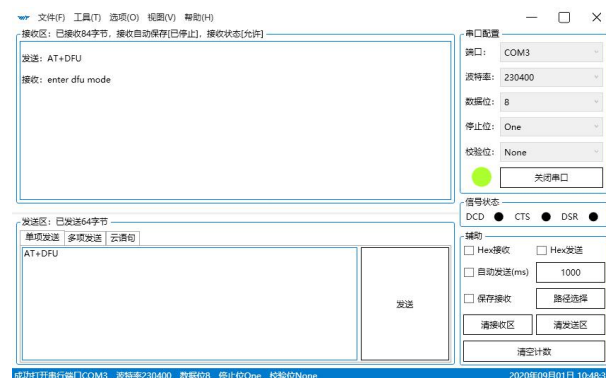 文件(F) 工具(T) 选项(O) 视图(V) 帮助(H)
接收区：已接收84字节，接收自动保存[已停止]，接收状态[允许]
发送：AT+DFU
接收：enter dfu mode
发送区：已发送64字节
单项发送 多项发送 云语句
AT+DFU
发送
串口配置
端口： COM3
波特率： 230400
数据位： 8
停止位： One
校验位： None
关闭串口
信号状态
DCD CTS DSR
辅助
Hex接收 Hex发送
自动发送(ms) 1000
保存接收 路径选择
清接收区 清发送区
清空计数
成功打开串行端口COM3 波特率230400 数据位8 停止位One 校验位None
2020年09月01日 10:48:3